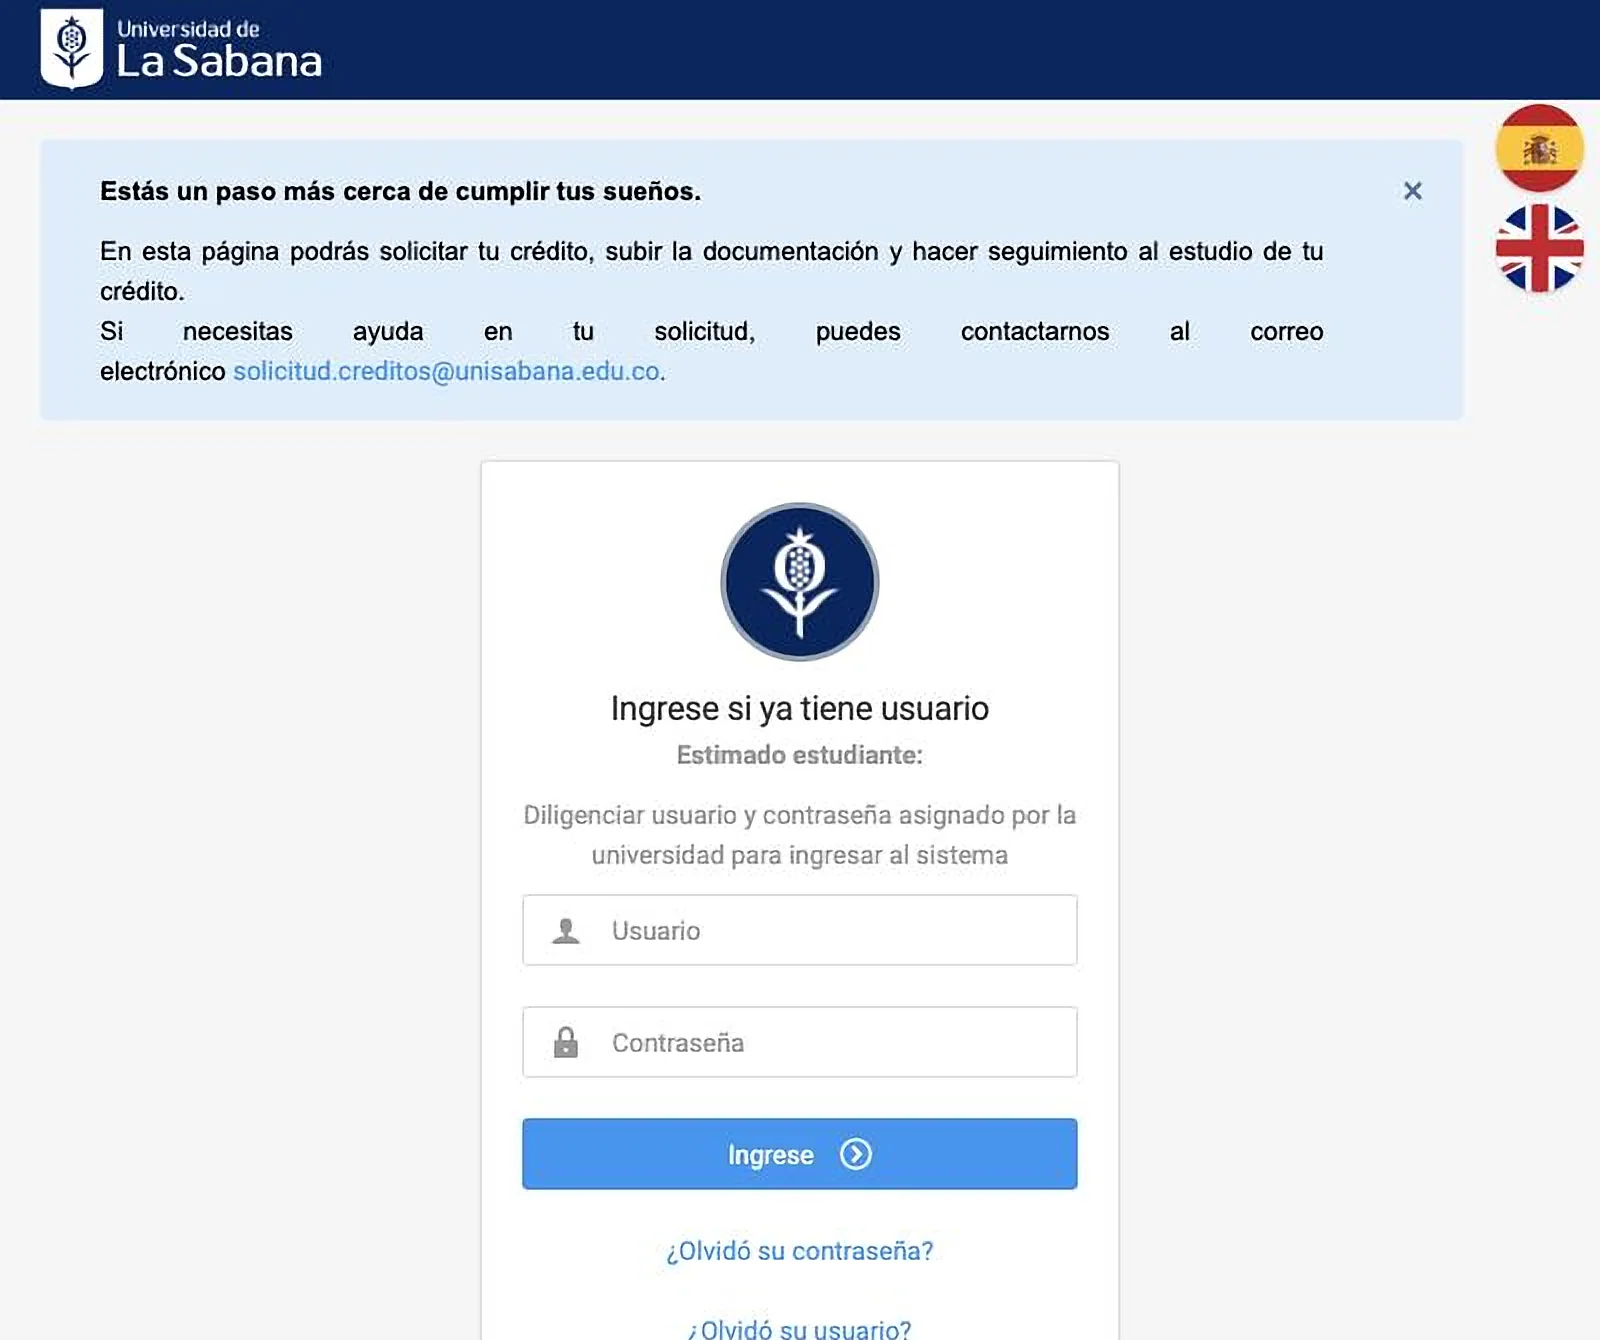 Universidad de
La Sabana
Estás un paso más cerca de cumplir tus sueños.
En esta página podrás solicitar tu crédito, subir la documentación y hacer seguimiento al estudio de tu
crédito.
Si necesitas ayuda en tu solicitud, puedes contactarnos al correo
electrónico solicitud.creditos@unisabana.edu.co.
Ingrese si ya tiene usuario
Estimado estudiante:
Diligenciar usuario y contraseña asignado por la
universidad para ingresar al sistema
Usuario
Contraseña
Ingrese
¿Olvidó su contraseña?
¿Olvidó su usuario?